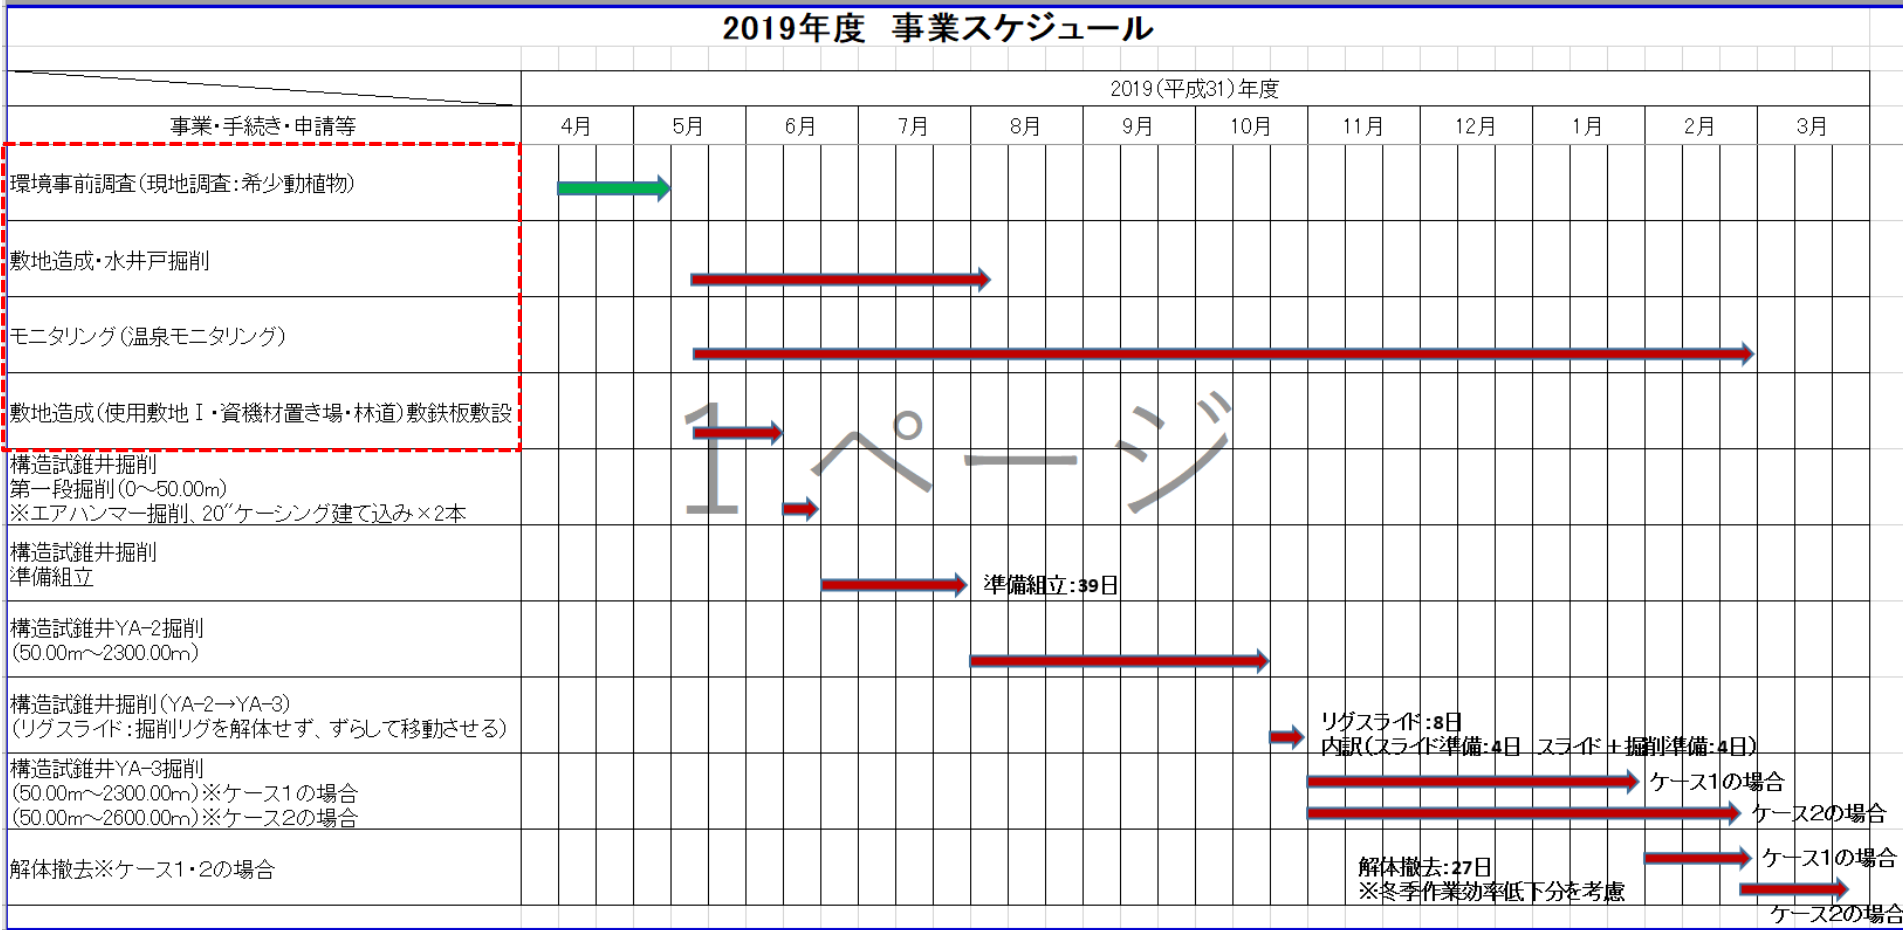 2019年度　事業スケジュール
2019(平成31)年度
事業・手続き・申請等
4月 5月 6月 7月 8月 9月 10月 11月 12月 1月 2月 3月
環境事前調査(現地調査:希少動植物)
敷地造成・水井戸掘削
モニタリング(温泉モニタリング)
敷地造成(使用敷地Ⅰ・資機材置き場・林道)敷鉄板敷設
1 ページ
構造試錐井掘削
第一段掘削(0～50.00m)
※エアハンマー掘削、20”ケーシング建て込み×2本
構造試錐井掘削
準備組立
準備組立:39日
構造試錐井YA-2掘削
(50.00m～2300.00m)
構造試錐井掘削(YA-2→YA-3)
(リグスライド:掘削リグを解体せず、ずらして移動させる)
リグスライド:8日
内訳(スライド準備:4日　スライド＋掘削準備:4日)
構造試錐井YA-3掘削
(50.00m～2300.00m)※ケース1の場合
(50.00m～2600.00m)※ケース2の場合
ケース1の場合
ケース2の場合
解体撤去※ケース1・2の場合
解体撤去:27日
※冬季作業効率低下分を考慮
ケース1の場合
ケース2の場合